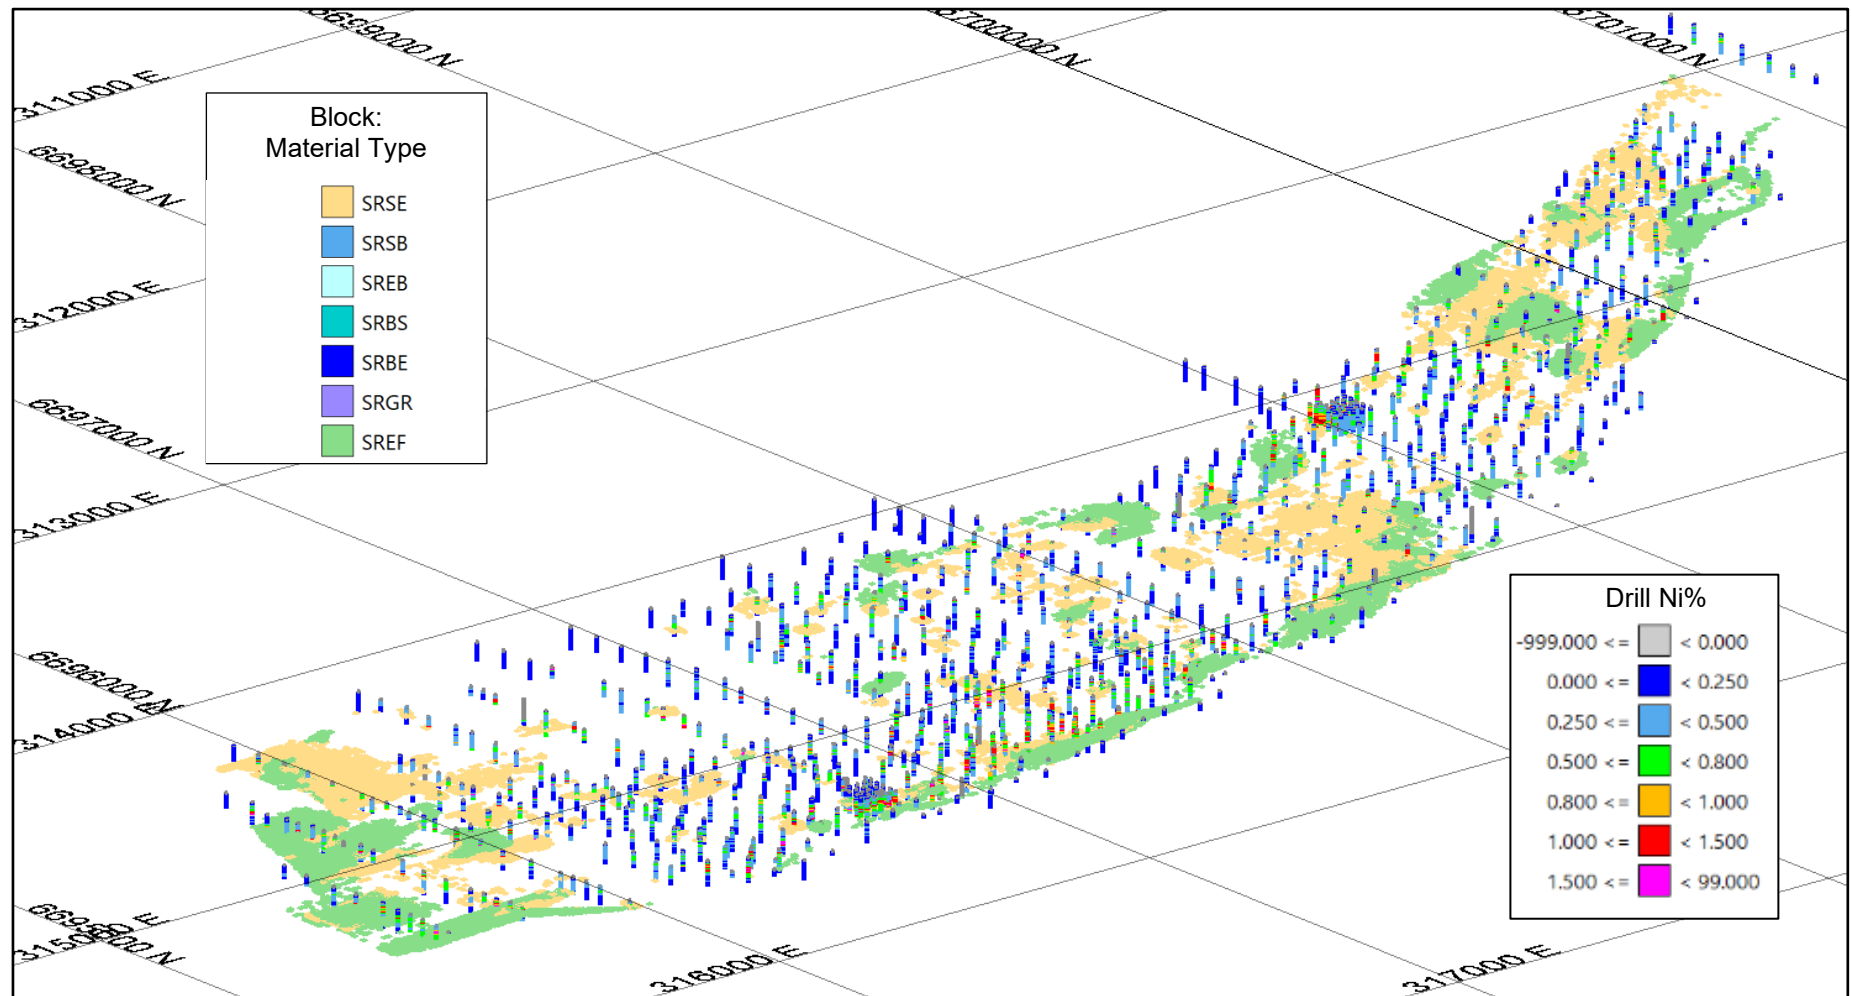 6699000 N
6700000 N
6701000 N
311000 E
6698000 N
312000 E
6697000 N
313000 E
6696000 N
314000 E
315000 E
316000 E
317000 E
Block:
Material Type
SRSE
SRSB
SREB
SRBS
SRBE
SRGR
SREF
Drill Ni%
-999.000 <= < 0.000
0.000 <= < 0.250
0.250 <= < 0.500
0.500 <= < 0.800
0.800 <= < 1.000
1.000 <= < 1.500
1.500 <= < 99.000